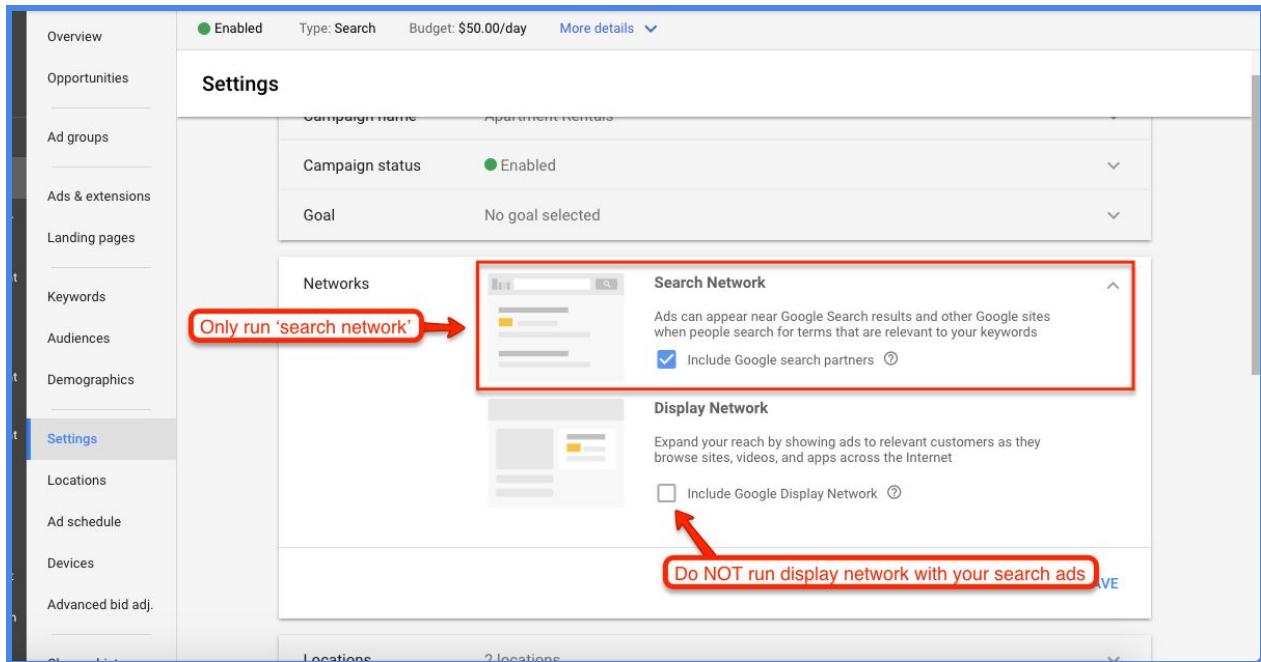 Overview
Opportunities
Ad groups
Ads & extensions
Landing pages
Keywords
Audiences
Demographics
Settings
Locations
Ad schedule
Devices
Advanced bid adj.
Enabled Type: Search Budget: $50.00/day More details
Settings
Campaign name Apartment Rentals
Campaign status Enabled
Goal No goal selected
Networks
Only run ‘search network’
Search Network
Ads can appear near Google Search results and other Google sites
when people search for terms that are relevant to your keywords
Include Google search partners
Display Network
Expand your reach by showing ads to relevant customers as they
browse sites, videos, and apps across the Internet
Include Google Display Network
Do NOT run display network with your search ads
AVE
Locations 2 locations